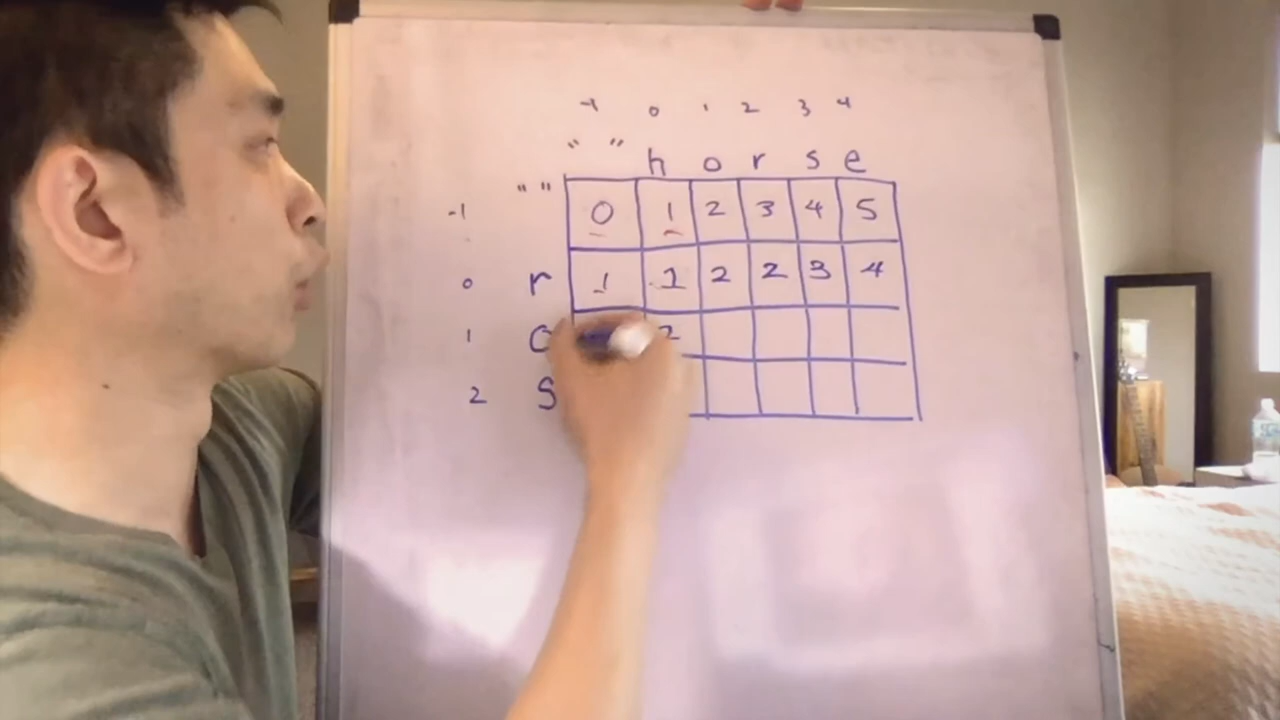 -1 0 1 2 3 4
" " h o r s e
-1 " " 0 1 2 3 4 5
0 r 1 1 2 2 3 4
1 o 2
2 s